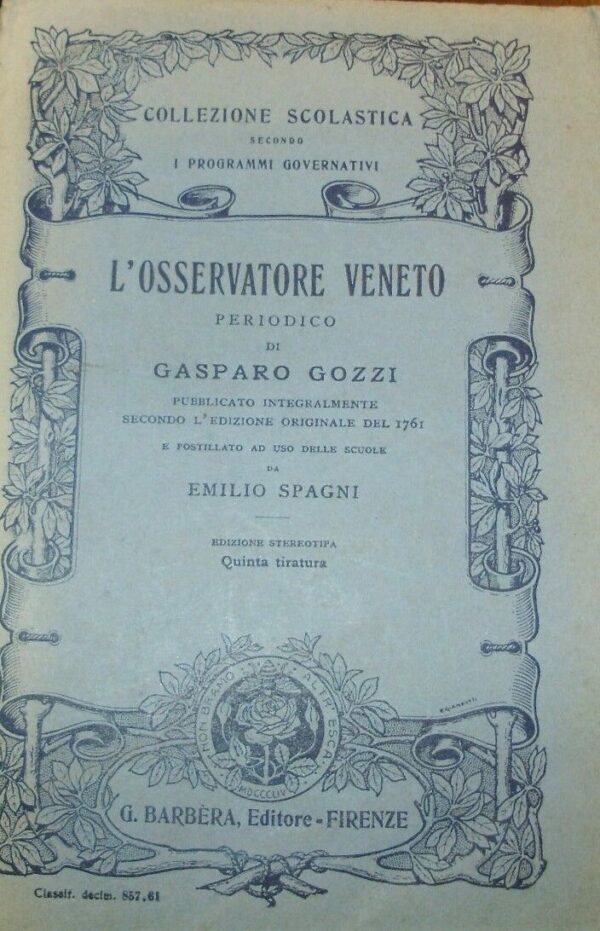 COLLEZIONE SCOLASTICA
SECONDO
I PROGRAMMI GOVERNATIVI
L'OSSERVATORE VENETO
PERIODICO
DI
GASPARO GOZZI
PUBBLICATO INTEGRALMENTE
SECONDO L'EDIZIONE ORIGINALE DEL 1761
E POSTILLATO AD USO DELLE SCUOLE
DA
EMILIO SPAGNI
EDIZIONE STEREOTIPA
Quinta tiratura
NON BRAMO ALTR'ESCA
MDCCCLIV
G. BARBÈRA, Editore - FIRENZE
Classif. decim. 857.61